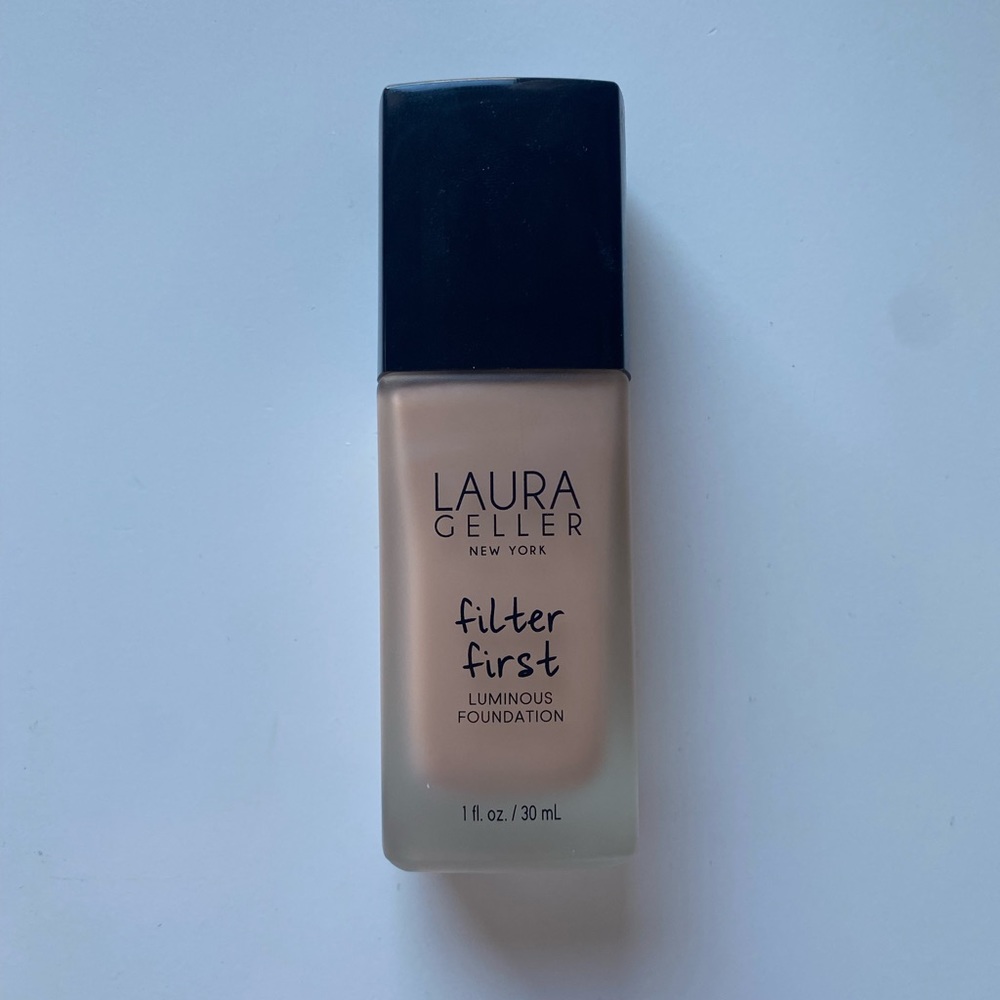 LAURA
GELLER
NEW YORK
filter
first
LUMINOUS
FOUNDATION
1 fl. oz. / 30 mL